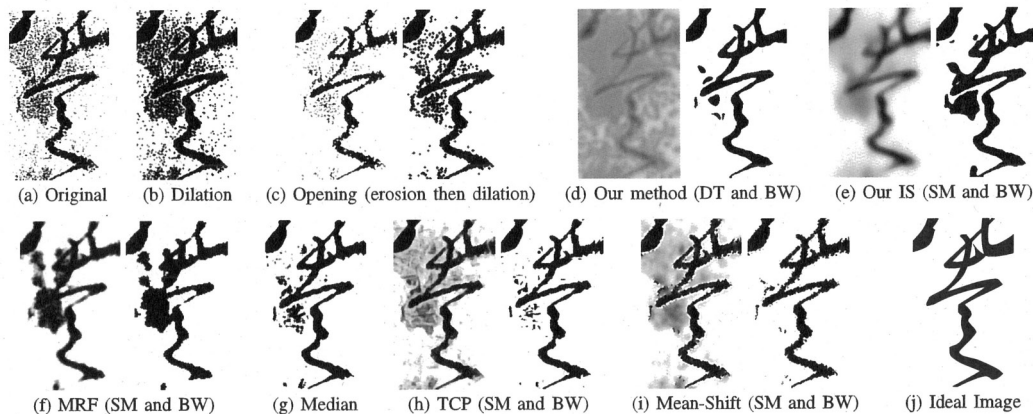 (a) Original (b) Dilation (c) Opening (erosion then dilation) (d) Our method (DT and BW) (e) Our IS (SM and BW)
(f) MRF (SM and BW) (g) Median (h) TCP (SM and BW) (i) Mean-Shift (SM and BW) (j) Ideal Image